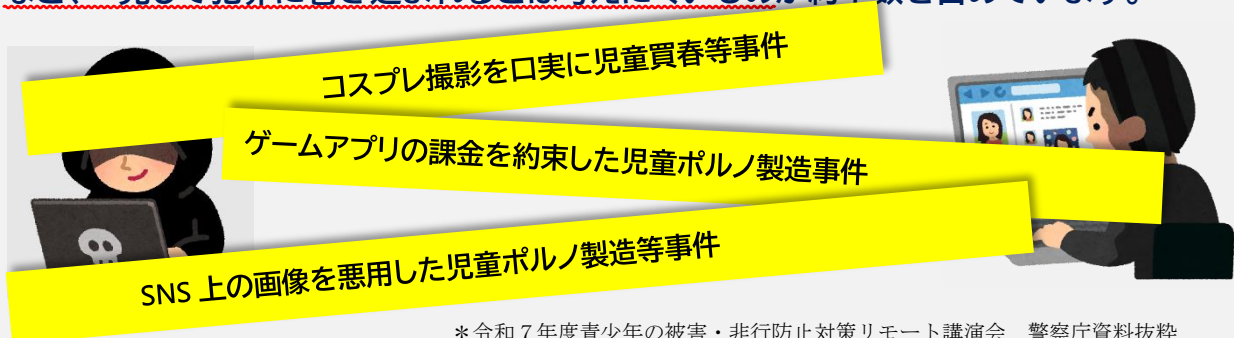 コスプレ撮影を口実に児童買春等事件
ゲームアプリの課金を約束した児童ポルノ製造事件
SNS 上の画像を悪用した児童ポルノ製造等事件
＊令和７年度青少年の被害・非行防止対策リモート講演会　警察庁資料抜粋